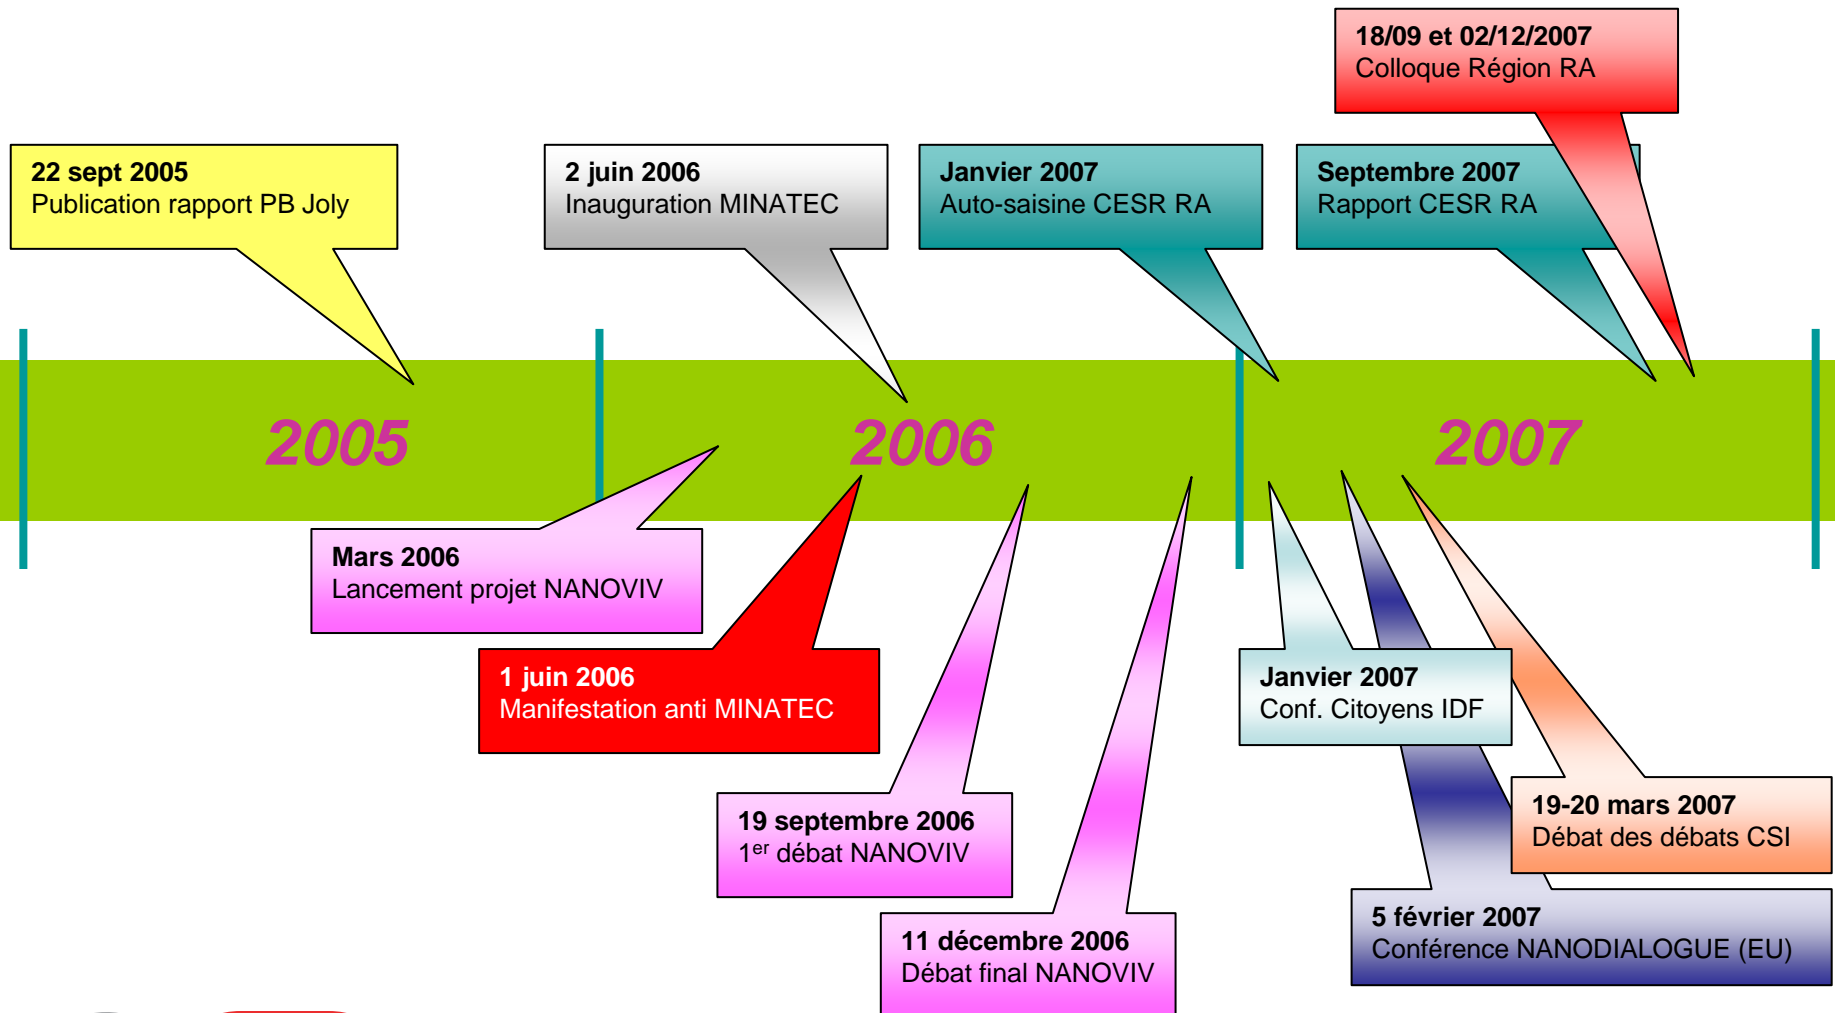 18/09 et 02/12/2007
Colloque Région RA
22 sept 2005
Publication rapport PB Joly
2 juin 2006
Inauguration MINATEC
Janvier 2007
Auto-saisine CESR RA
Septembre 2007
Rapport CESR RA
2005
2006
2007
Mars 2006
Lancement projet NANOVIV
1 juin 2006
Manifestation anti MINATEC
Janvier 2007
Conf. Citoyens IDF
19 septembre 2006
1er débat NANOVIV
19-20 mars 2007
Débat des débats CSI
11 décembre 2006
Débat final NANOVIV
5 février 2007
Conférence NANODIALOGUE (EU)